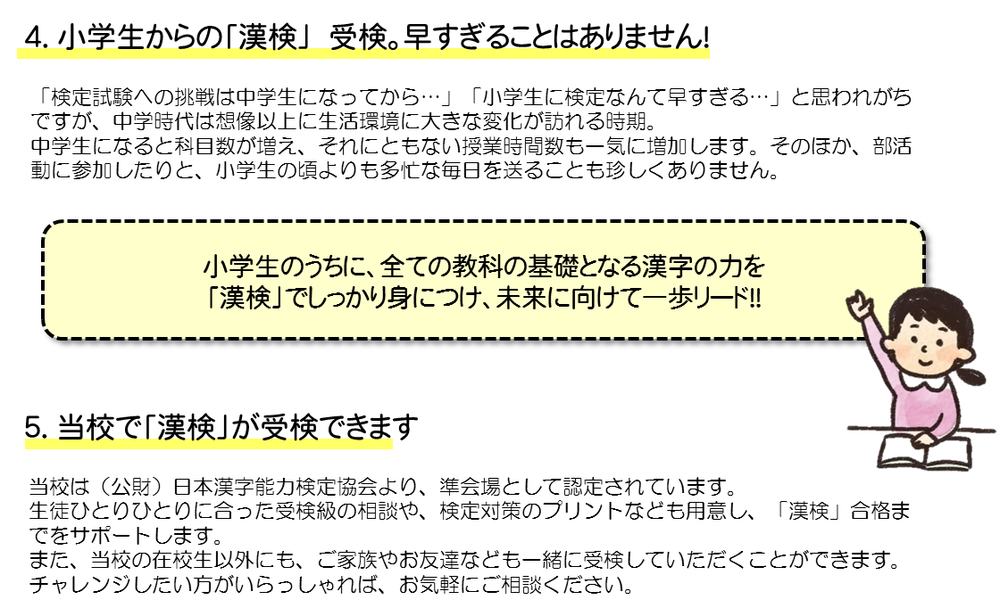 4. 小学生からの「漢検」 受検。早すぎることはありません!
「検定試験への挑戦は中学生になってから…」「小学生に検定なんて早すぎる…」と思われがち
ですが、中学時代は想像以上に生活環境に大きな変化が訪れる時期。
中学生になると科目数が増え、それにともない授業時間数も一気に増加します。そのほか、部活
動に参加したりと、小学生の頃よりも多忙な毎日を送ることも珍しくありません。
小学生のうちに、全ての教科の基礎となる漢字の力を
「漢検」でしっかり身につけ、未来に向けて一歩リード!!
5. 当校で「漢検」が受検できます
当校は（公財）日本漢字能力検定協会より、準会場として認定されています。
生徒ひとりひとりに合った受検級の相談や、検定対策のプリントなども用意し、「漢検」合格ま
でをサポートします。
また、当校の在校生以外にも、ご家族やお友達なども一緒に受検していただくことができます。
チャレンジしたい方がいらっしゃれば、お気軽にご相談ください。